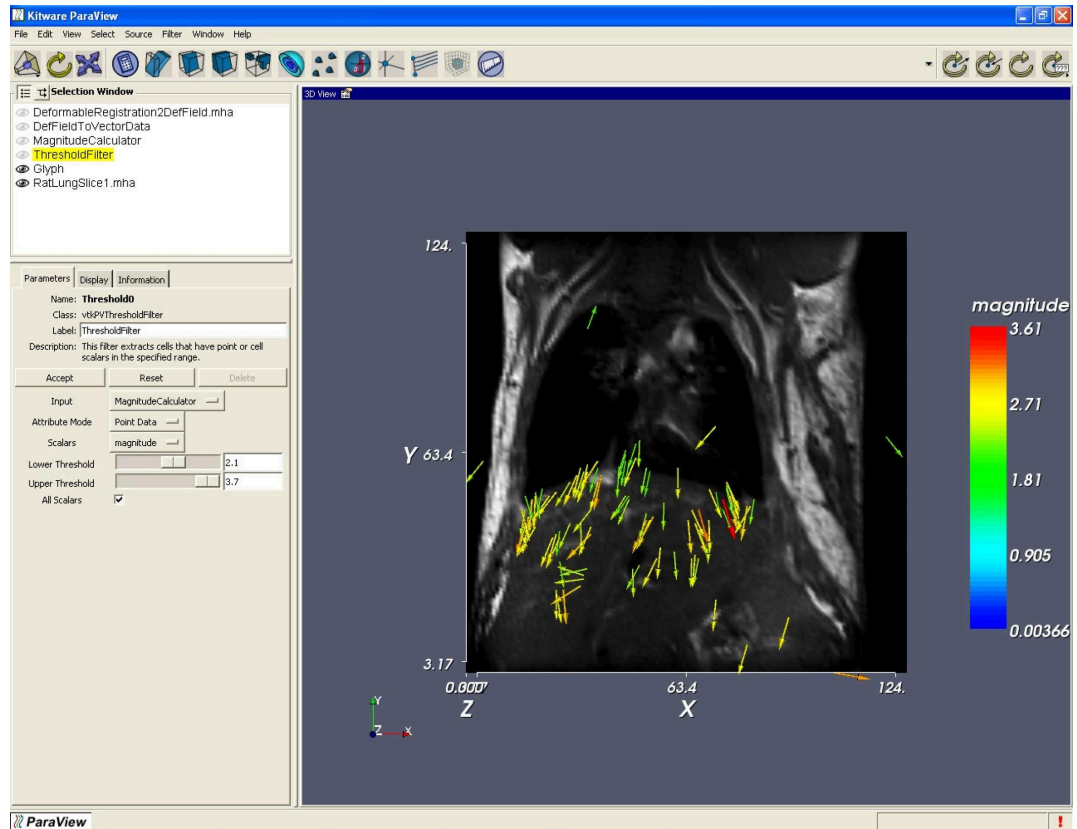 Kitware ParaView
File Edit View Select Source Filter Window Help
Selection Window
DeformableRegistration2DefField.mha
DefFieldToVectorData
MagnitudeCalculator
ThresholdFilter
Glyph
RatLungSlice1.mha
Parameters Display Information
Name: Threshold0
Class: vtkPVThresholdFilter
Label: ThresholdFilter
Description: This filter extracts cells that have point or cell
scalars in the specified range.
Accept Reset Delete
Input MagnitudeCalculator
Attribute Mode Point Data
Scalars magnitude
Lower Threshold 2.1
Upper Threshold 3.7
All Scalars
3D View
124.
Y 63.4
3.17
63.4 124.
Z X
Y
Z X
magnitude
3.61
2.71
1.81
0.905
0.00366
ParaView
!